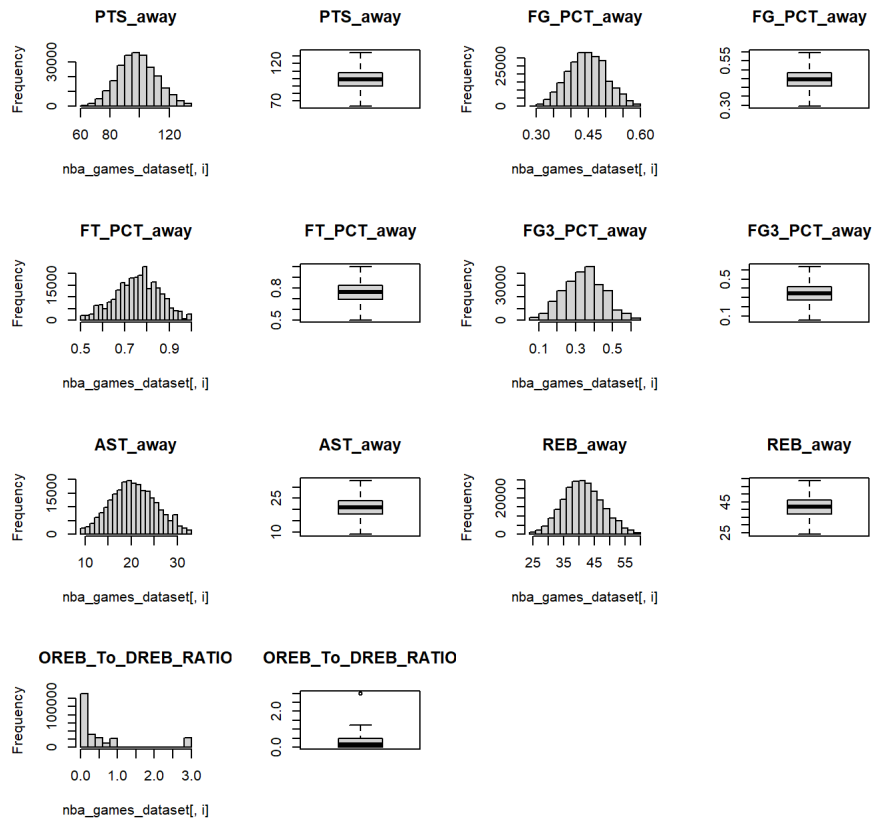 PTS_away
Frequency
0 30000
60 80 120
nba_games_dataset[, i]
PTS_away
70 100 120
FG_PCT_away
Frequency
0 25000
0.30 0.45 0.60
nba_games_dataset[, i]
FG_PCT_away
0.30 0.55
FT_PCT_away
Frequency
0 15000
0.5 0.7 0.9
nba_games_dataset[, i]
FT_PCT_away
0.5 0.8
FG3_PCT_away
Frequency
0 30000
0.1 0.3 0.5
nba_games_dataset[, i]
FG3_PCT_away
0.1 0.5
AST_away
Frequency
0 15000
10 20 30
nba_games_dataset[, i]
AST_away
10 25
REB_away
Frequency
0 20000
25 35 45 55
nba_games_dataset[, i]
REB_away
25 45
OREB_To_DREB_RATIO
Frequency
0 100000
0.0 1.0 2.0 3.0
nba_games_dataset[, i]
OREB_To_DREB_RATIO
0.0 2.0